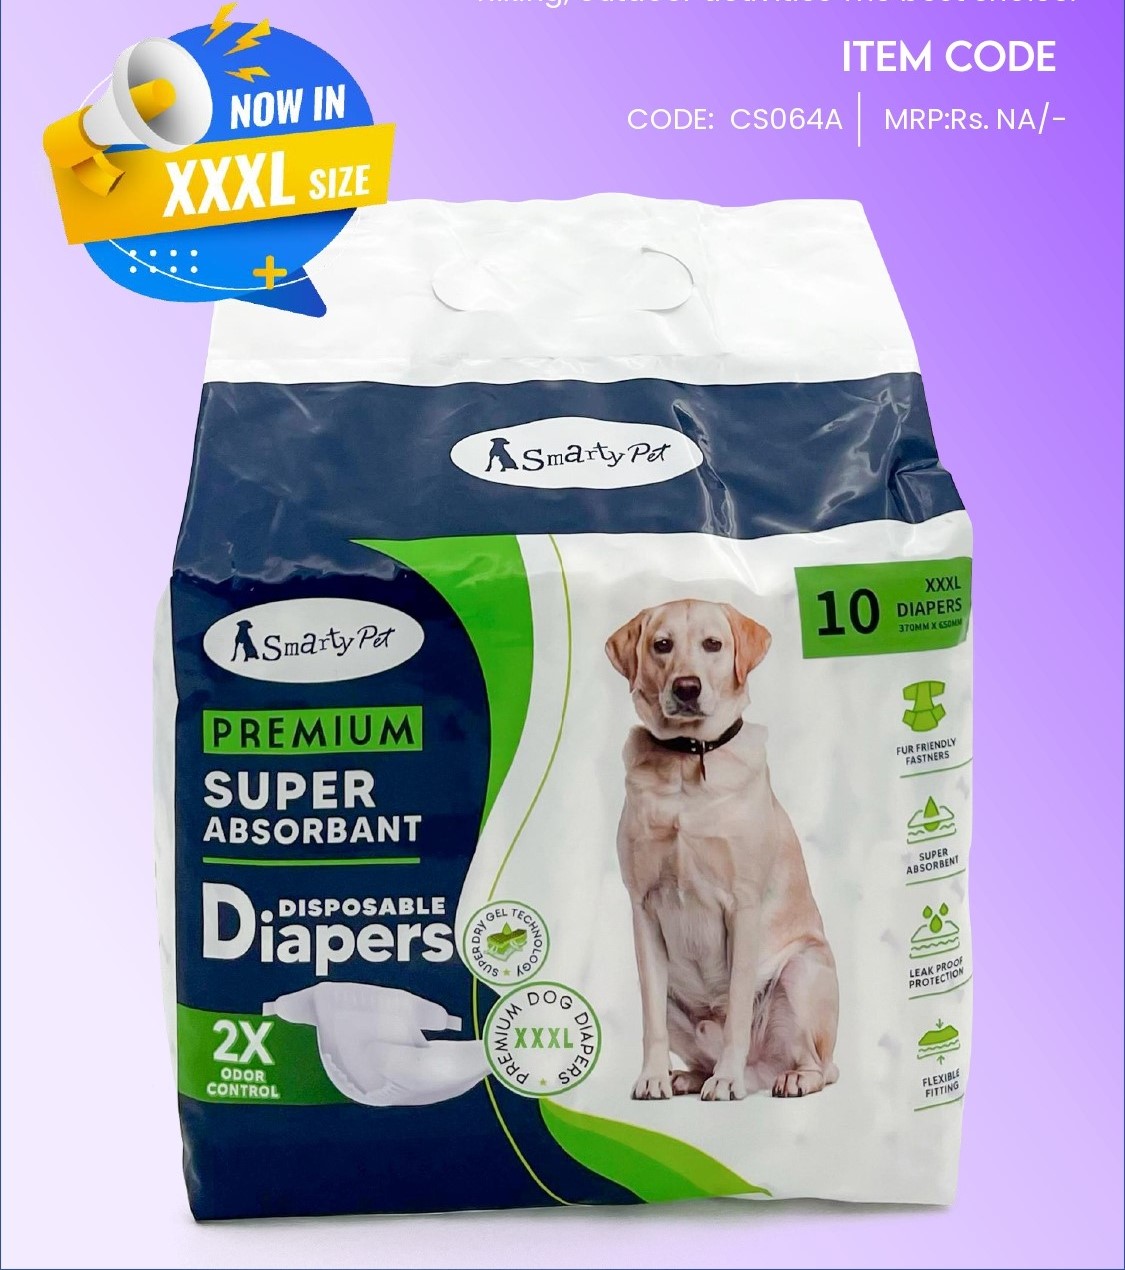 ITEM CODE
CODE: CS064A | MRP:Rs. NA/-
NOW IN
XXXL SIZE
Smarty Pet
Smarty Pet
PREMIUM
SUPER
ABSORBANT
DISPOSABLE
Diapers
SUPERDRY GEL TECHNOLOGY
PREMIUM DOG DIAPERS
XXXL
2X
ODOR
CONTROL
10
XXXL
DIAPERS
370MM X 650MM
FUR FRIENDLY
FASTNERS
SUPER
ABSORBENT
LEAK PROOF
PROTECTION
FLEXIBLE
FITTING